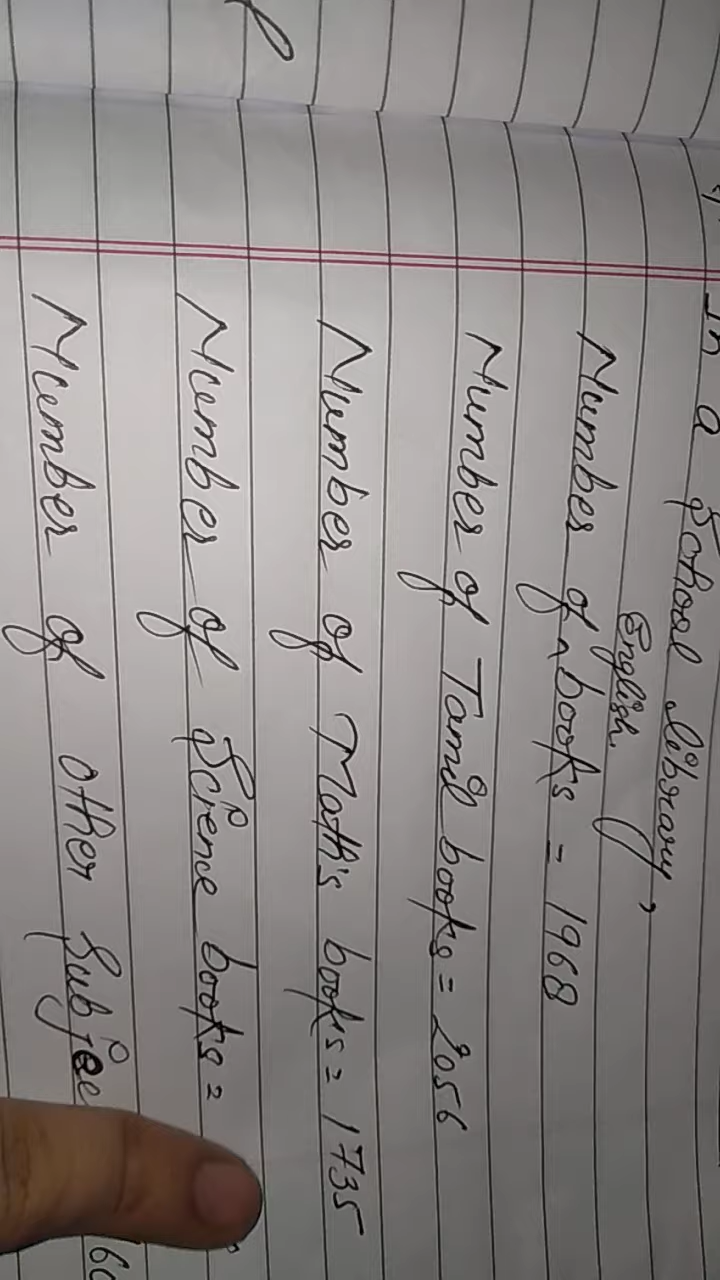 In a School library,
English
Number of ^ books = 1968
Number of Tamil books = 2056
Number of Maths books = 1735
Number of Science books =
Number of other Subje